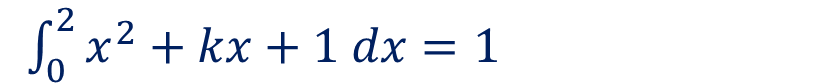 ∫₀² x² + kx + 1 dx = 1